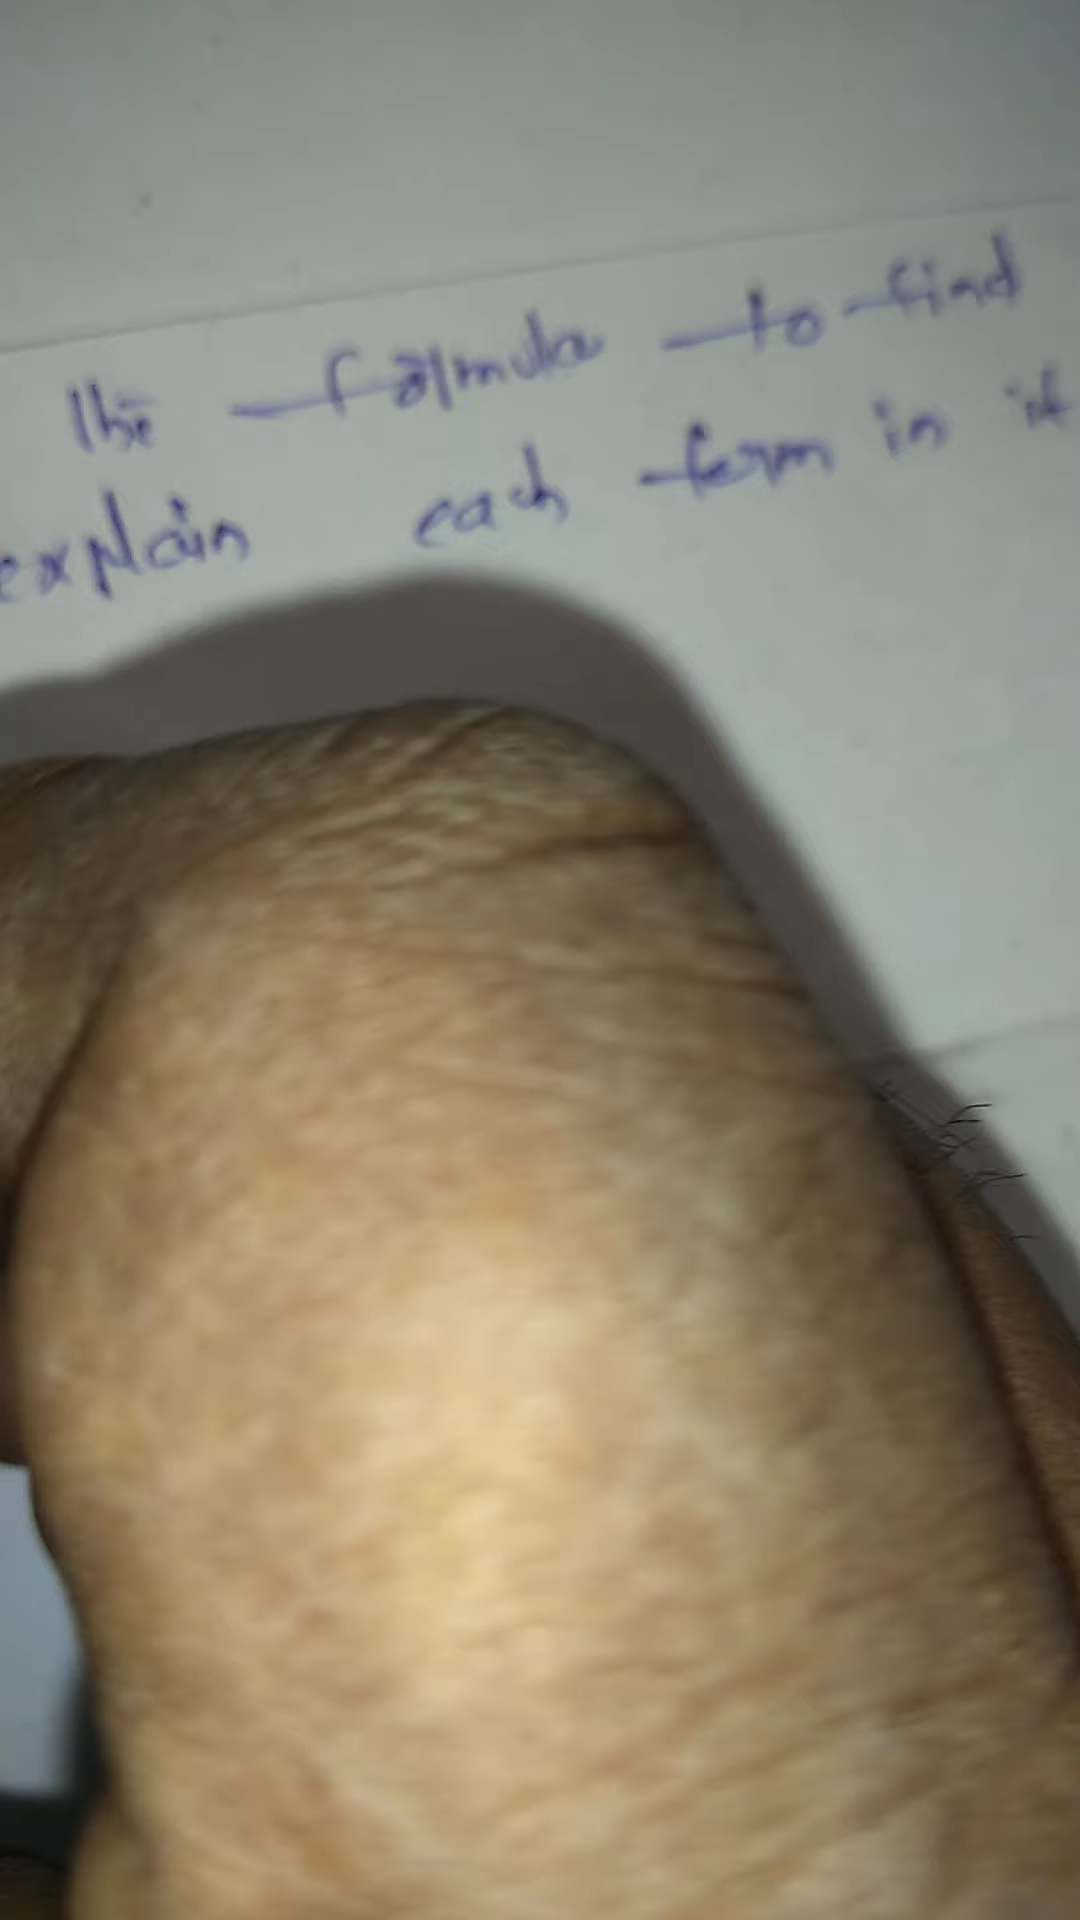 the formula to find
explain each term in it